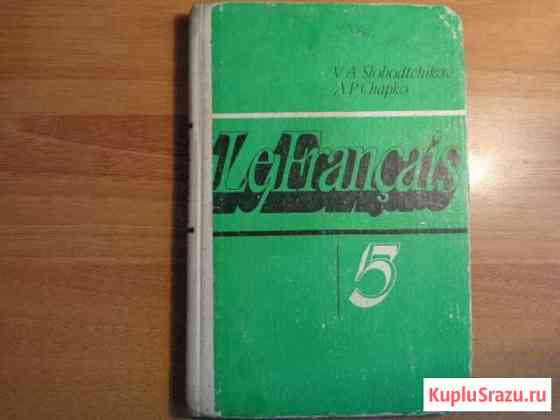 V. A. Slobodtchikov
A. P. Chapko
Le Français
5
KupluSrazu.ru